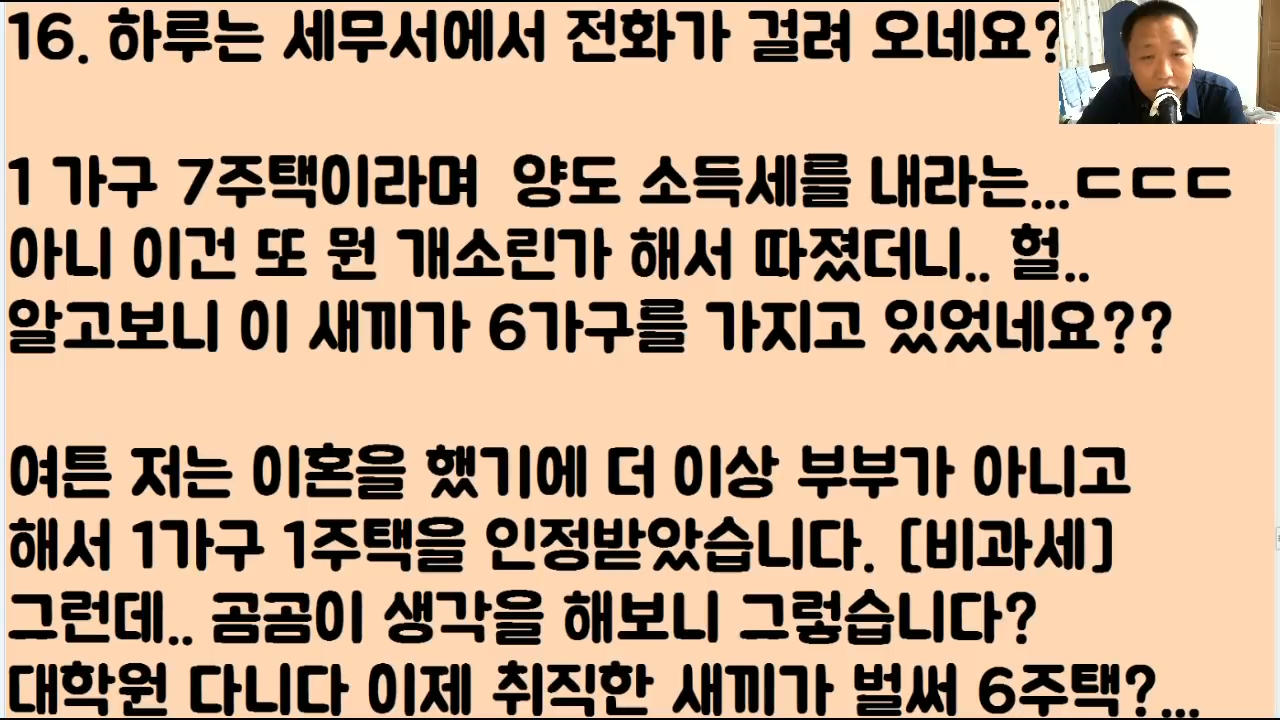 16. 하루는 세무서에서 전화가 걸려 오네요?
1 가구 7주택이라며 양도 소득세를 내라는...ㄷㄷㄷ
아니 이건 또 뭔 개소린가 해서 따졌더니.. 헐..
알고보니 이 새끼가 6가구를 가지고 있었네요??
여튼 저는 이혼을 했기에 더 이상 부부가 아니고
해서 1가구 1주택을 인정받았습니다. [비과세]
그런데.. 곰곰이 생각을 해보니 그렇습니다?
대학원 다니다 이제 취직한 새끼가 벌써 6주택?...